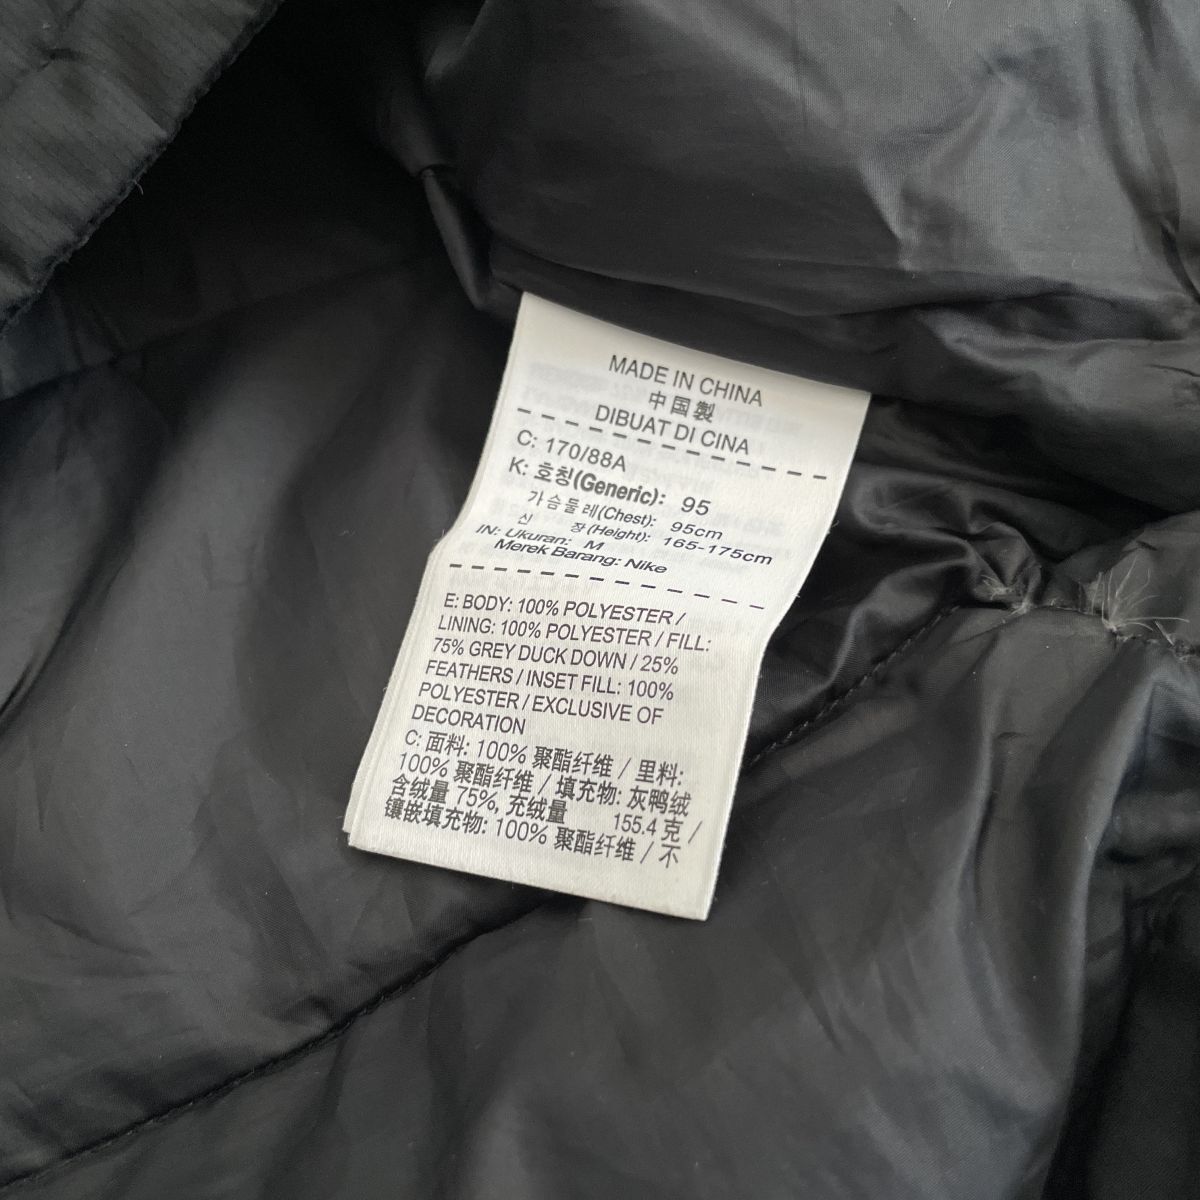 MADE IN CHINA
中国製
DIBUAT DI CINA
C: 170/88A
K: 호칭(Generic): 95
가슴둘레(Chest): 95cm
신 장 (Height): 165-175cm
IN: Ukuran: M
Merek Barang: Nike
E: BODY: 100% POLYESTER /
LINING: 100% POLYESTER / FILL:
75% GREY DUCK DOWN / 25%
FEATHERS / INSET FILL: 100%
POLYESTER / EXCLUSIVE OF
DECORATION
C: 面料: 100% 聚酯纤维 / 里料:
100% 聚酯纤维 / 填充物: 灰鸭绒
含绒量 75%, 充绒量 155.4 克 /
镶嵌填充物: 100% 聚酯纤维 / 不